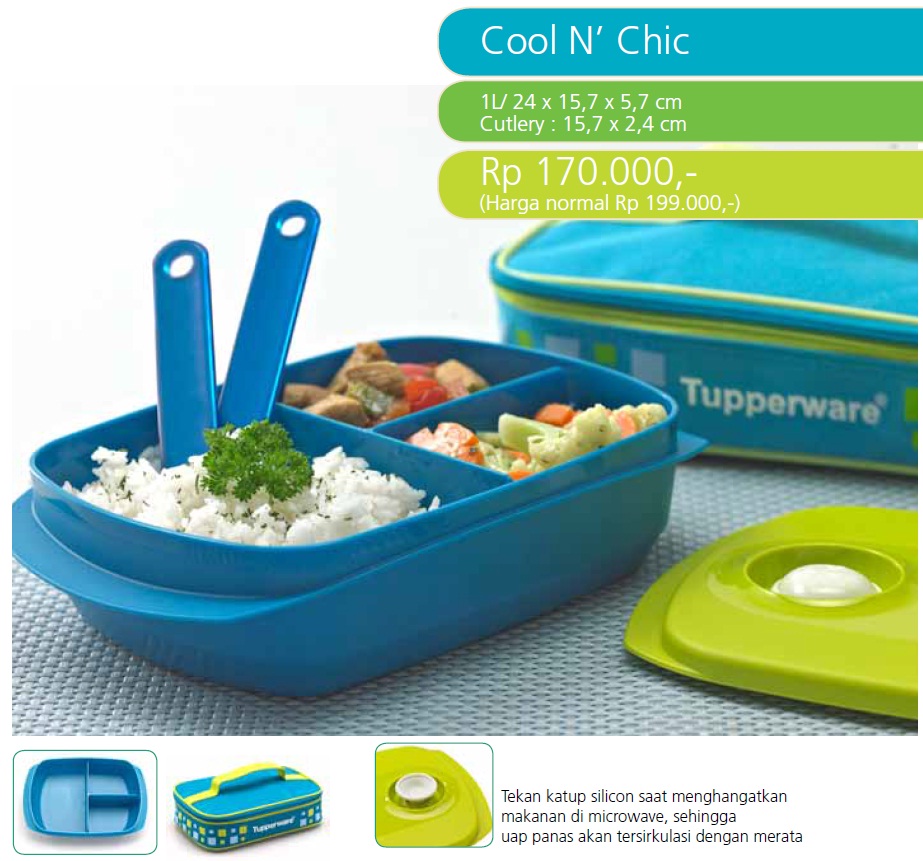 Cool N’ Chic
1L/ 24 x 15,7 x 5,7 cm
Cutlery : 15,7 x 2,4 cm
Rp 170.000,-
(Harga normal Rp 199.000,-)
Tupperware®
Tupperware
Tekan katup silicon saat menghangatkan
makanan di microwave, sehingga
uap panas akan tersirkulasi dengan merata